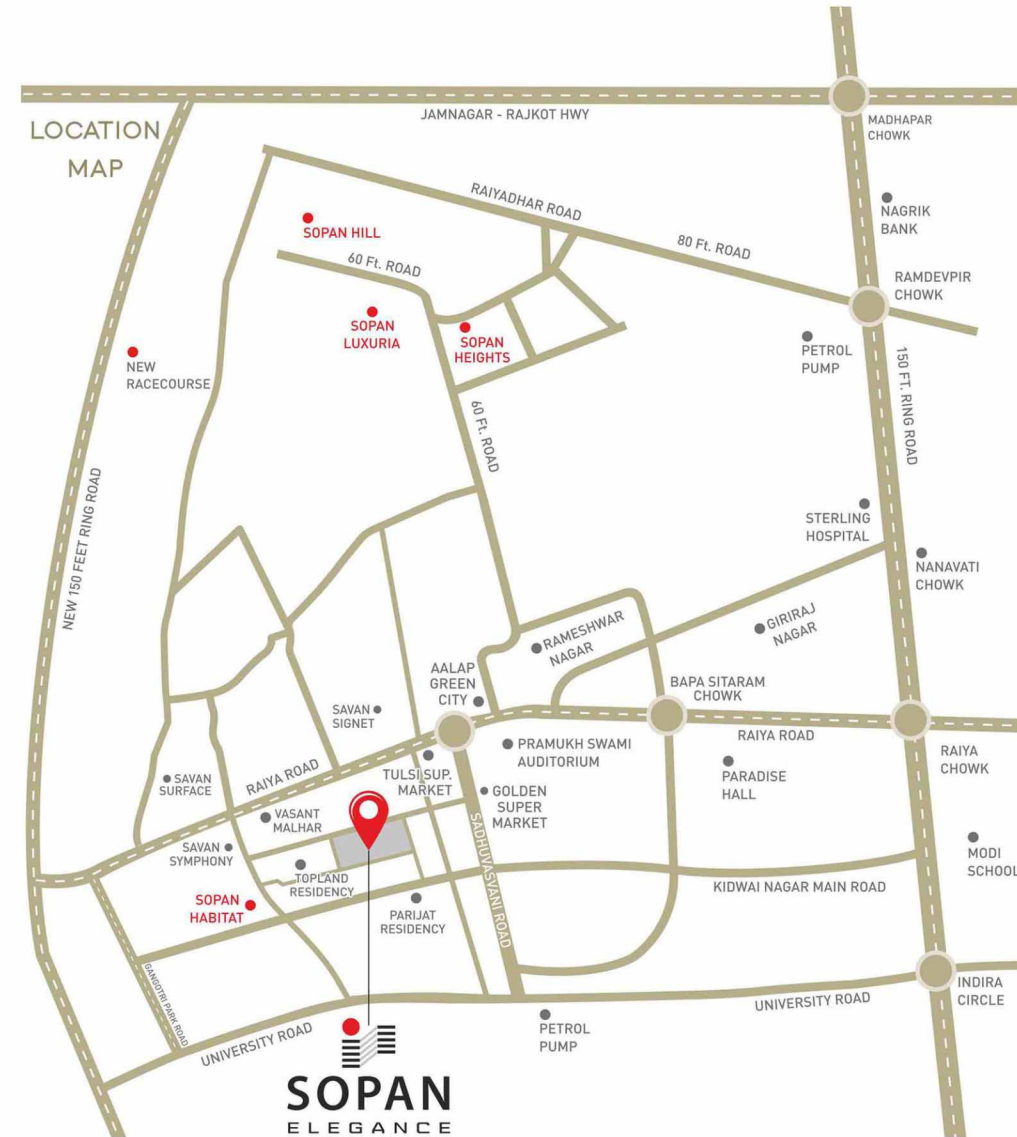 JAMNAGAR - RAJKOT HWY
LOCATION
MAP
MADHAPAR
CHOWK
RAIYADHAR ROAD
NAGRIK
BANK
SOPAN HILL
80 Ft. ROAD
60 Ft. ROAD
RAMDEVPIR
CHOWK
SOPAN
LUXURIA
SOPAN
HEIGHTS
PETROL
PUMP
NEW
RACECOURSE
150 FT. RING ROAD
60 Ft. ROAD
NEW 150 FEET RING ROAD
STERLING
HOSPITAL
NANAVATI
CHOWK
GIRIRAJ
NAGAR
RAMESHWAR
NAGAR
AALAP
GREEN
CITY
BAPA SITARAM
CHOWK
SAVAN
SIGNET
RAIYA ROAD
RAIYA
CHOWK
PRAMUKH SWAMI
AUDITORIUM
PARADISE
HALL
RAIYA ROAD
TULSI SUP.
MARKET
SAVAN
SURFACE
GOLDEN
SUPER
MARKET
VASANT
MALHAR
SADHUVASVANI ROAD
SAVAN
SYMPHONY
MODI
SCHOOL
TOPLAND
RESIDENCY
KIDWAI NAGAR MAIN ROAD
SOPAN
HABITAT
PARIJAT
RESIDENCY
GANGOTRI PARK ROAD
INDIRA
CIRCLE
UNIVERSITY ROAD
UNIVERSITY ROAD
PETROL
PUMP
SOPAN
ELEGANCE